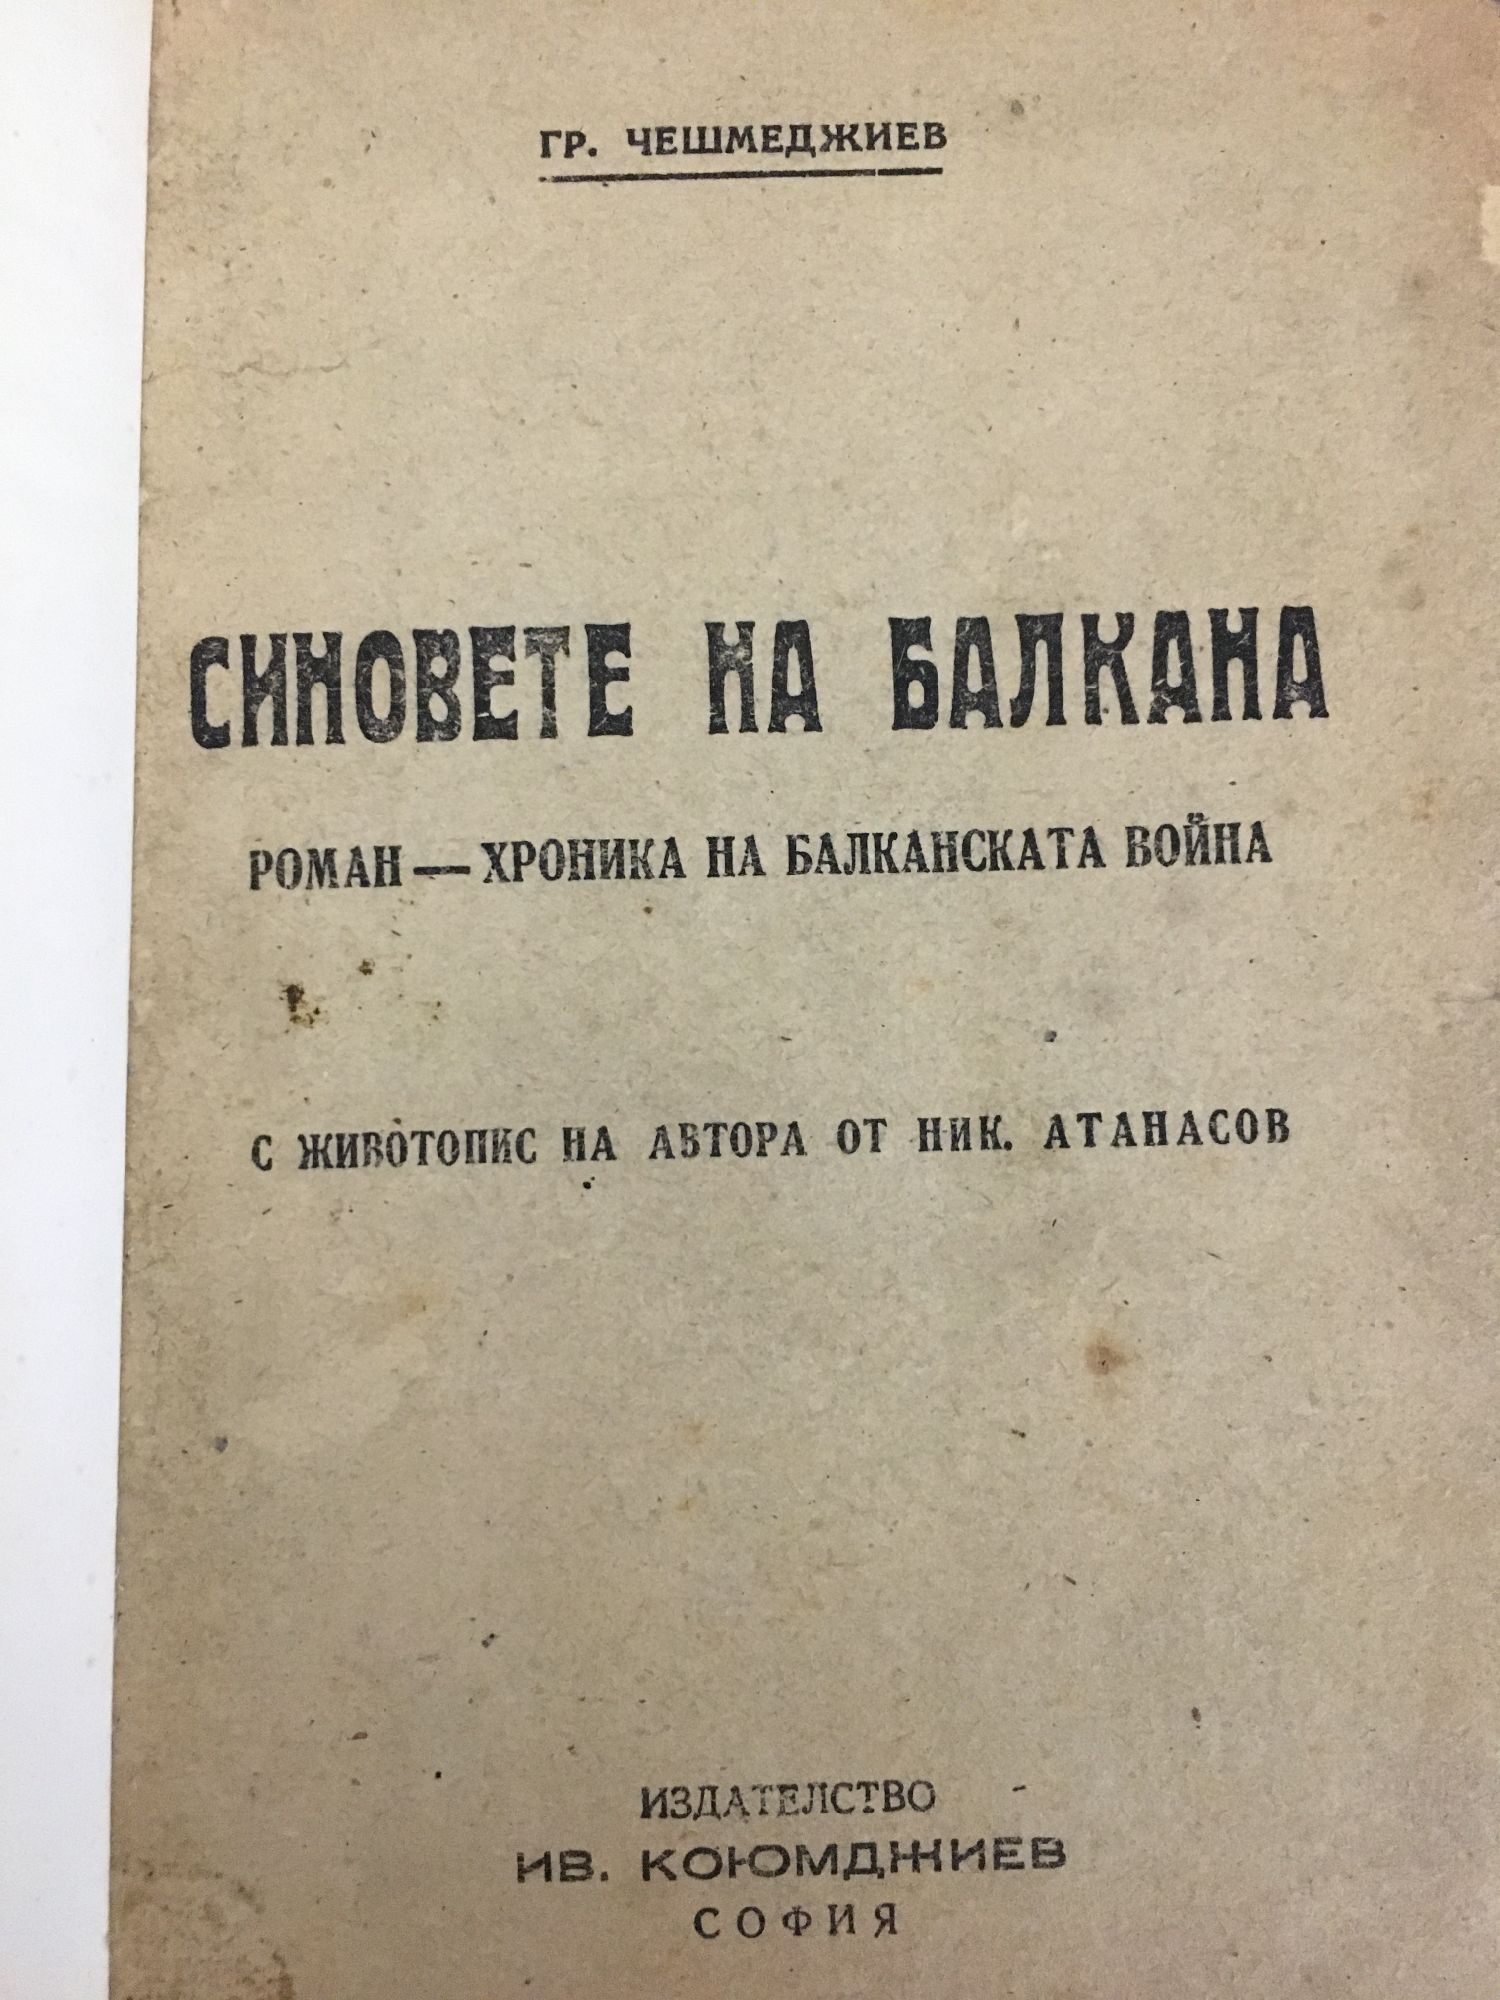 ГР. ЧЕШМЕДЖИЕВ
СИНОВЕТЕ НА БАЛКАНА
РОМАН — ХРОНИКА НА БАЛКАНСКАТА ВОЙНА
С ЖИВОТОПИС НА АВТОРА ОТ НИК. АТАНАСОВ
ИЗДАТЕЛСТВО
ИВ. КОЮМДЖИЕВ
СОФИЯ